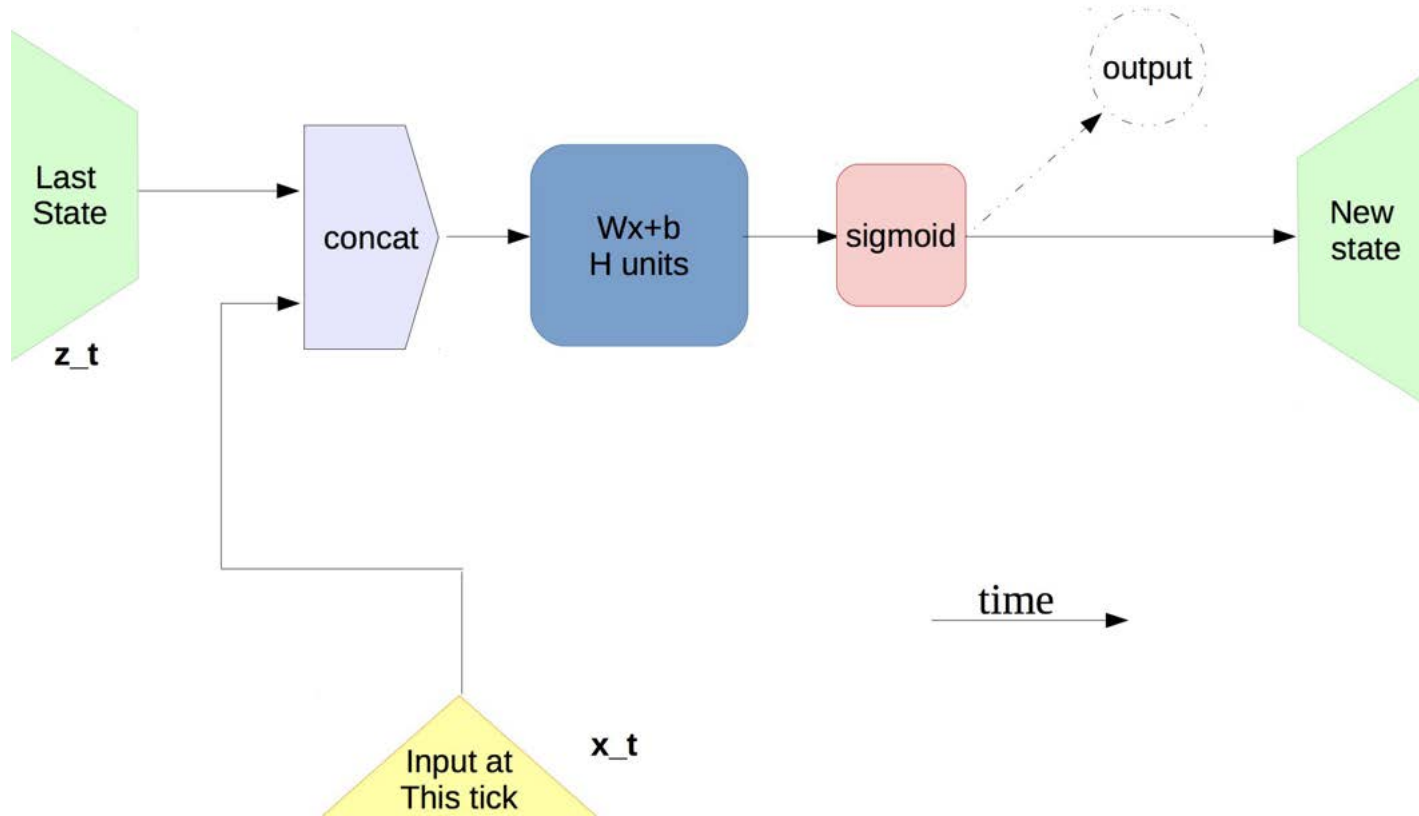 output
Last
State
concat
Wx+b
H units
sigmoid
New
state
z_t
time
x_t
Input at
This tick